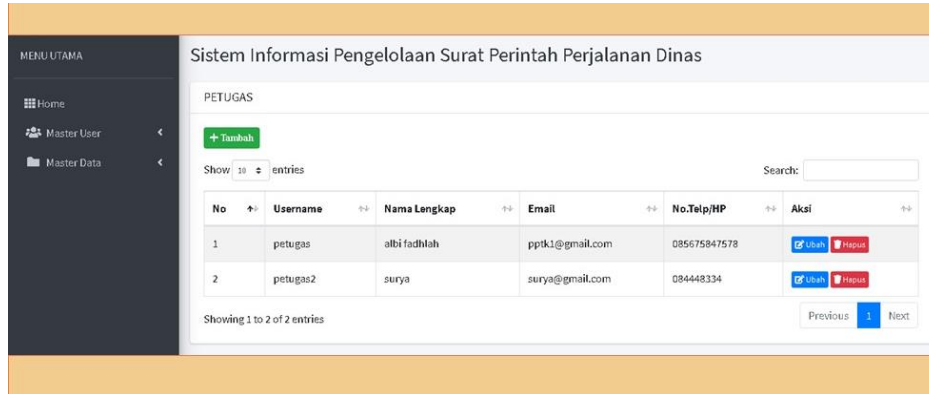 MENU UTAMA
Home
Master User
Master Data
Sistem Informasi Pengelolaan Surat Perintah Perjalanan Dinas
PETUGAS
+ Tambah
Show 10 entries
Search:
No Username Nama Lengkap Email No.Telp/HP Aksi
1 petugas albi fadhlah pptk1@gmail.com 085675847578 Ubah Hapus
2 petugas2 surya surya@gmail.com 084448334 Ubah Hapus
Showing 1 to 2 of 2 entries
Previous 1 Next